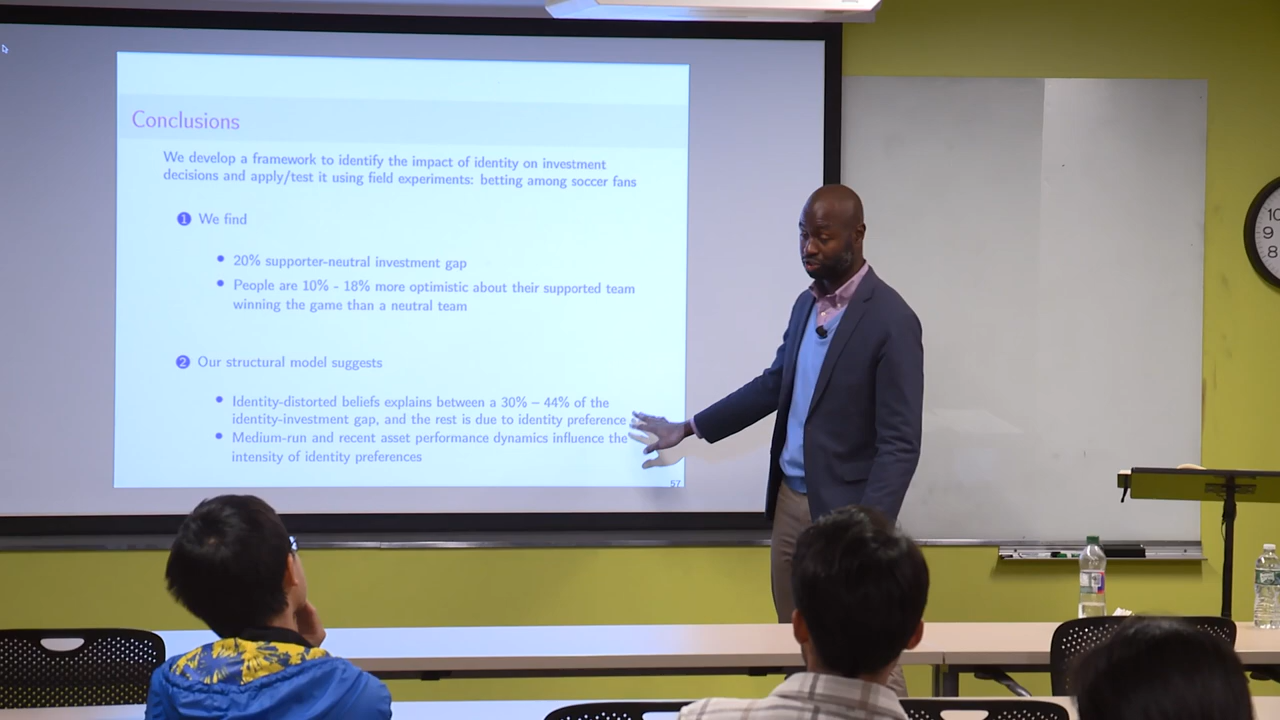 Conclusions
We develop a framework to identify the impact of identity on investment
decisions and apply/test it using field experiments: betting among soccer fans
1 We find
20% supporter-neutral investment gap
People are 10% - 18% more optimistic about their supported team
winning the game than a neutral team
2 Our structural model suggests
Identity-distorted beliefs explains between a 30% – 44% of the
identity-investment gap, and the rest is due to identity preference
Medium-run and recent asset performance dynamics influence the
intensity of identity preferences
57
10
9
8